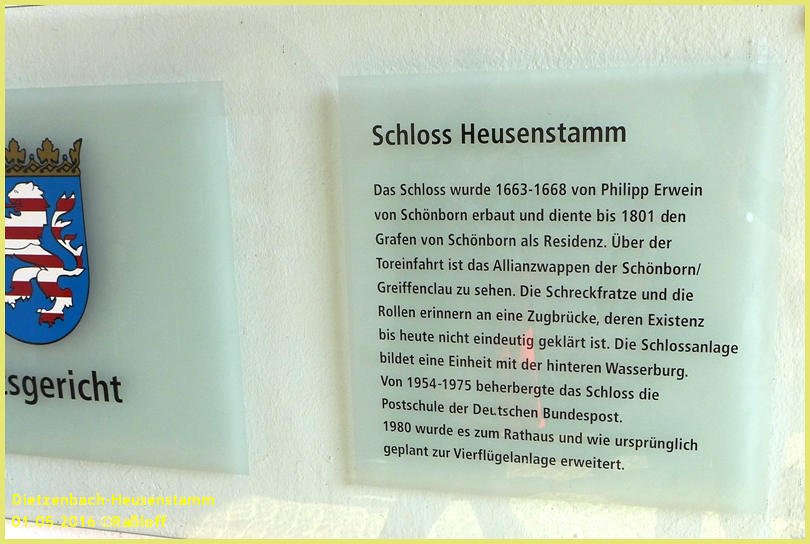 Schloss Heusenstamm
Das Schloss wurde 1663-1668 von Philipp Erwein
von Schönborn erbaut und diente bis 1801 den
Grafen von Schönborn als Residenz. Über der
Toreinfahrt ist das Allianzwappen der Schönborn/
Greiffenclau zu sehen. Die Schreckfratze und die
Rollen erinnern an eine Zugbrücke, deren Existenz
bis heute nicht eindeutig geklärt ist. Die Schlossanlage
bildet eine Einheit mit der hinteren Wasserburg.
Von 1954-1975 beherbergte das Schloss die
Postschule der Deutschen Bundespost.
1980 wurde es zum Rathaus und wie ursprünglich
geplant zur Vierflügelanlage erweitert.
tsgericht
Dietzenbach-Heusenstamm
01-05-2016 ©RaBloff